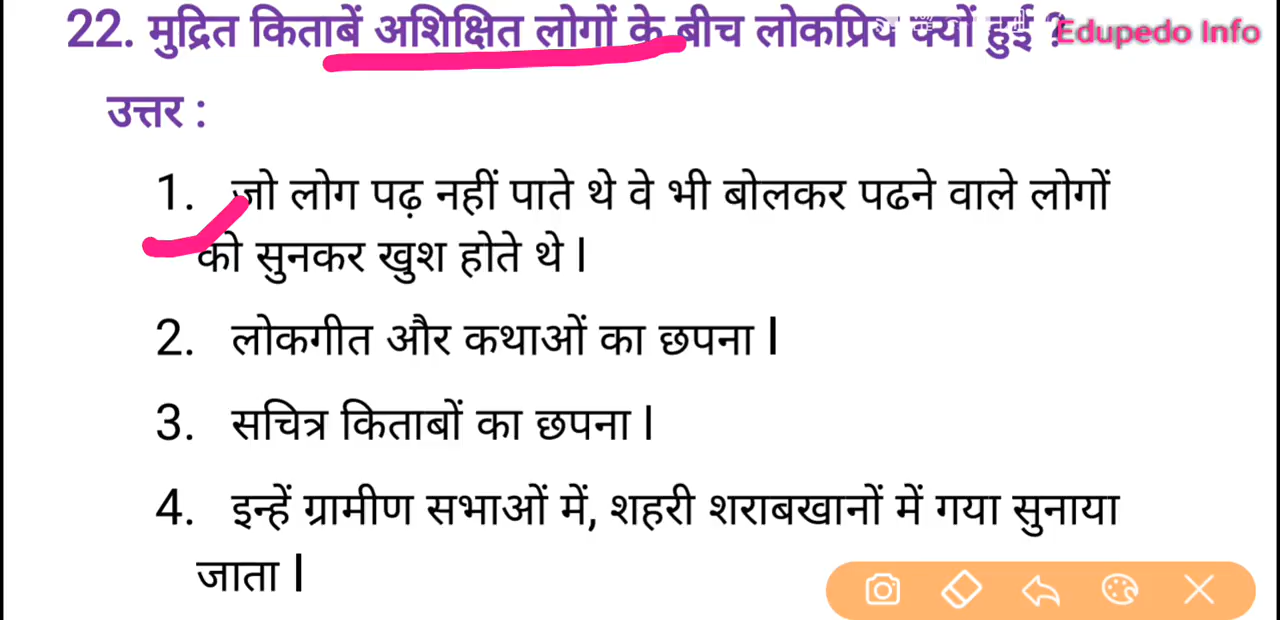 22. मुद्रित किताबें अशिक्षित लोगों के बीच लोकप्रिय क्यों हुई ?
Edupedo Info
उत्तर :
1. जो लोग पढ़ नहीं पाते थे वे भी बोलकर पढने वाले लोगों
को सुनकर खुश होते थे |
2. लोकगीत और कथाओं का छपना |
3. सचित्र किताबों का छपना |
4. इन्हें ग्रामीण सभाओं में, शहरी शराबखानों में गया सुनाया
जाता |